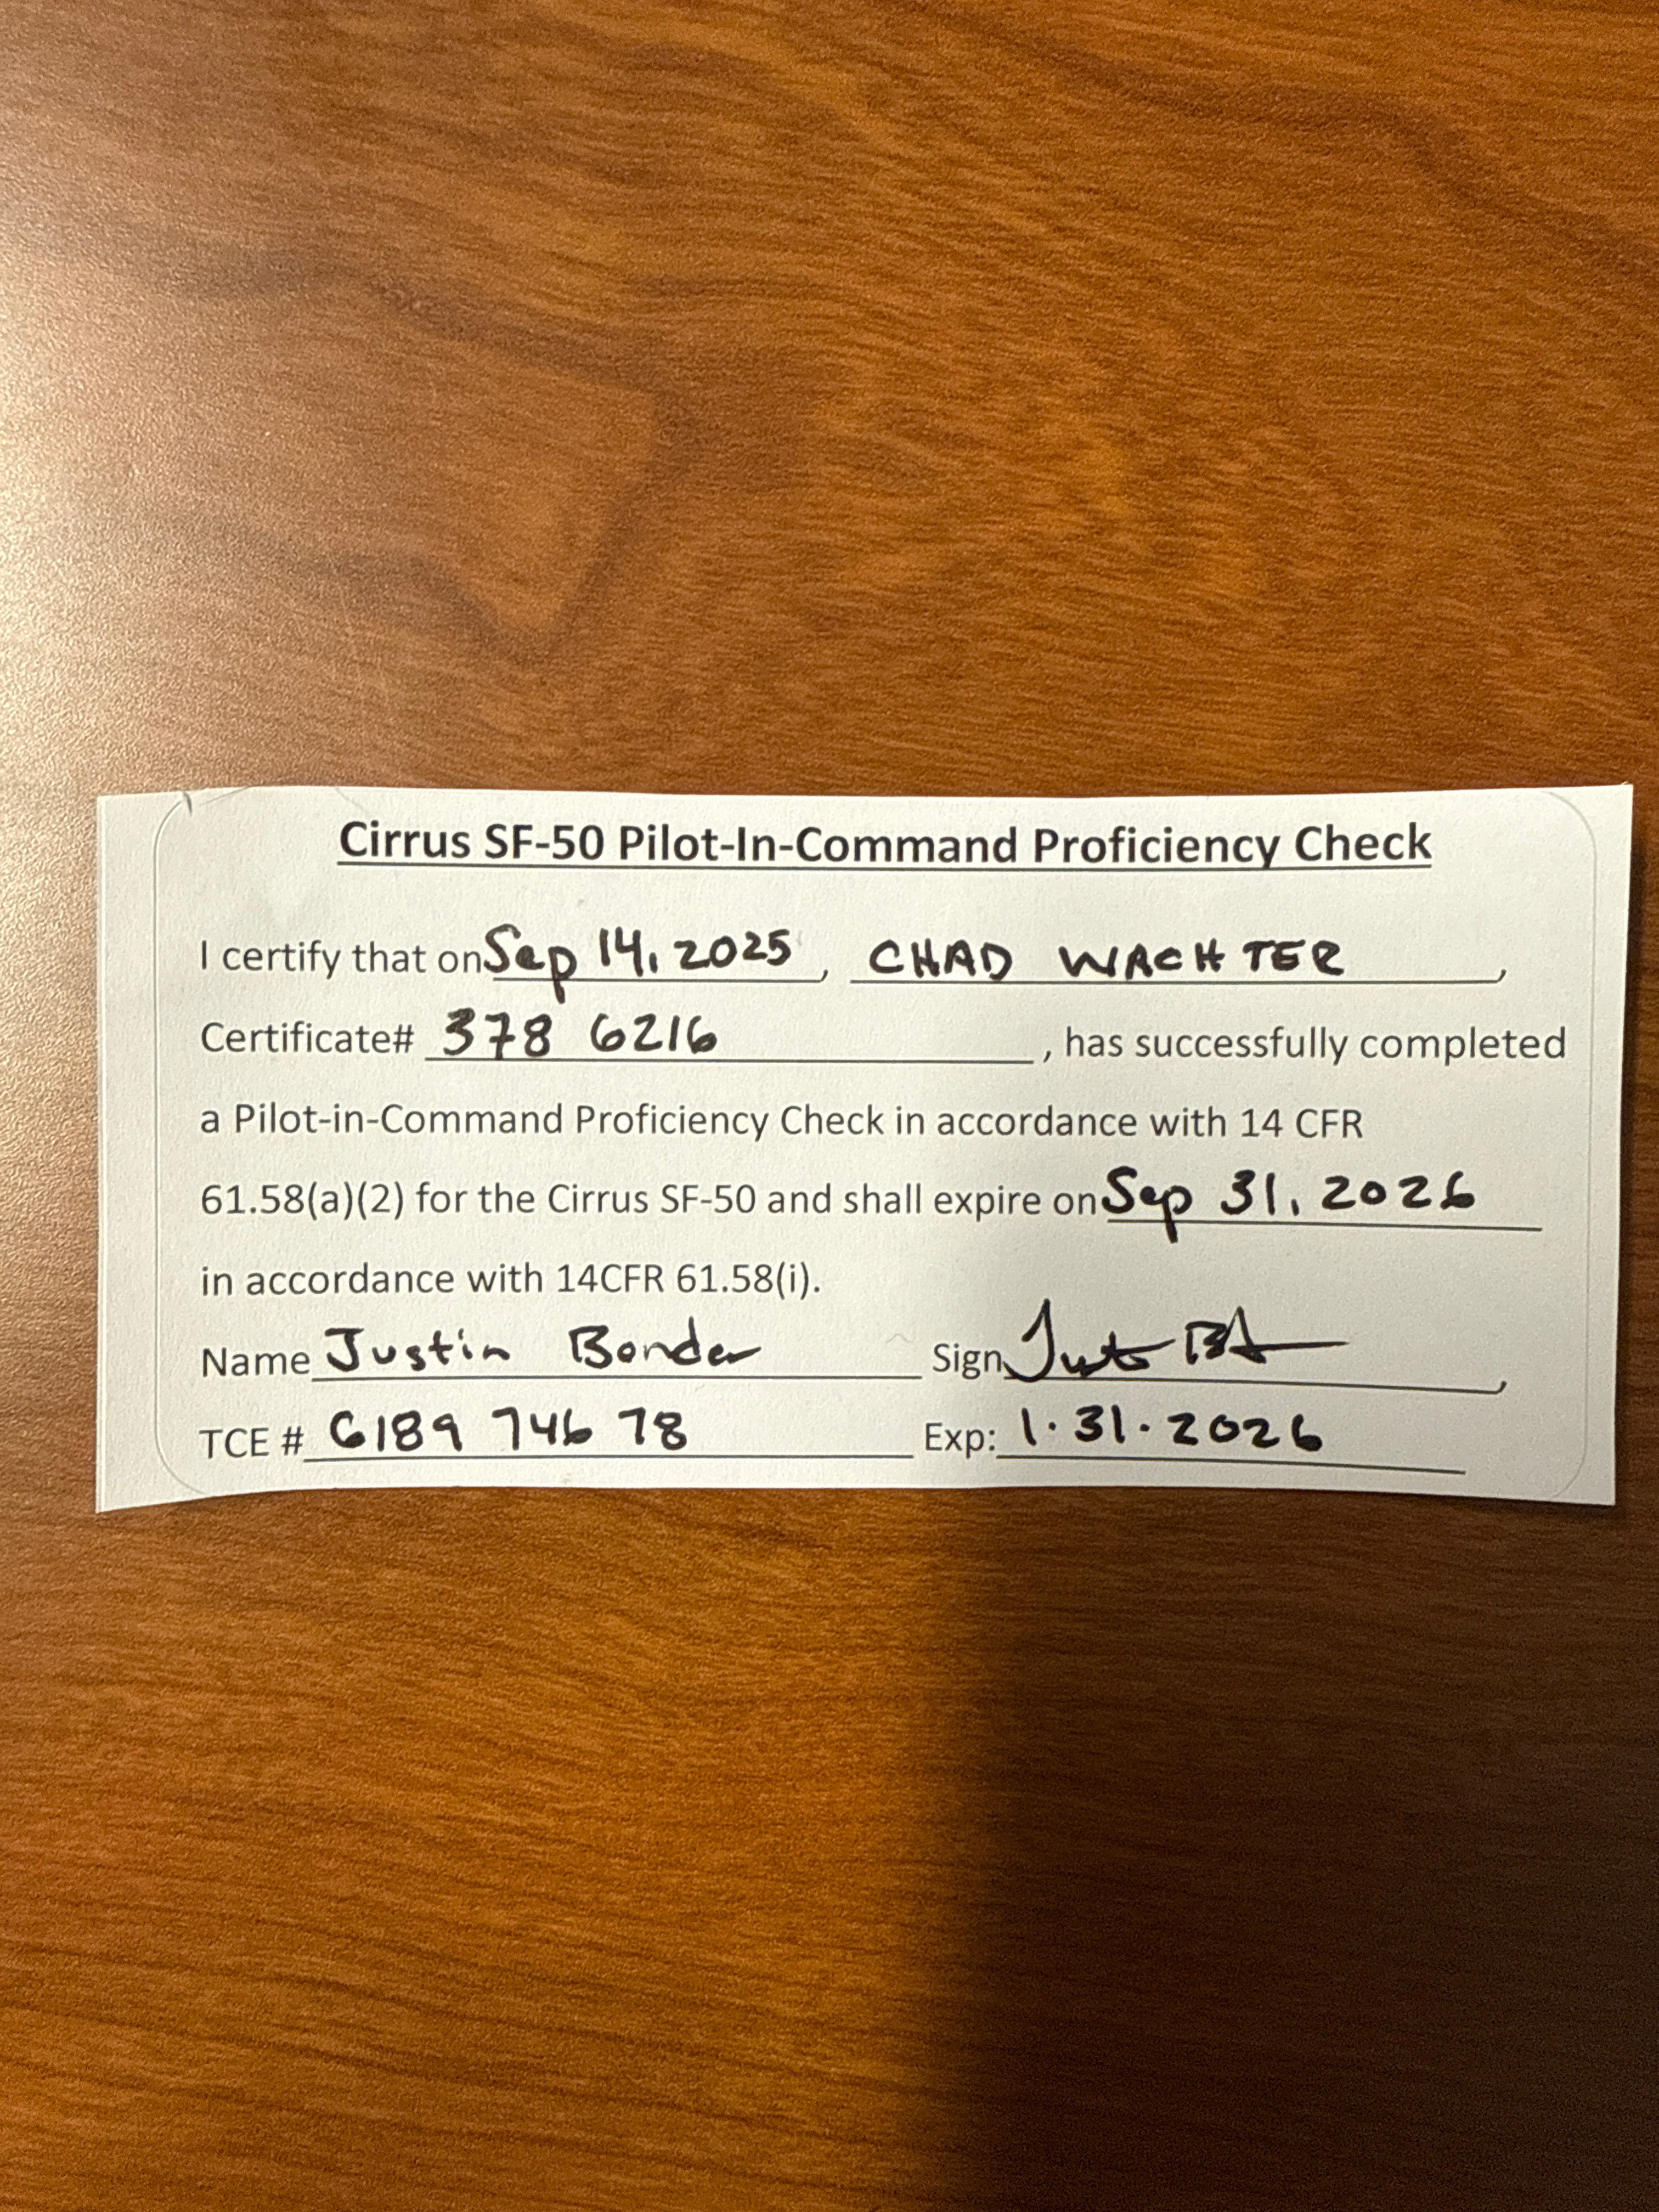 Cirrus SF-50 Pilot-In-Command Proficiency Check
I certify that on Sep 14, 2025, CHAD WACHTER,
Certificate# 378 6216, has successfully completed
a Pilot-in-Command Proficiency Check in accordance with 14 CFR
61.58(a)(2) for the Cirrus SF-50 and shall expire on Sep 31, 2026
in accordance with 14CFR 61.58(i).
Name Justin Bonder Sign
TCE # 6189 746 78 Exp: 1.31.2026